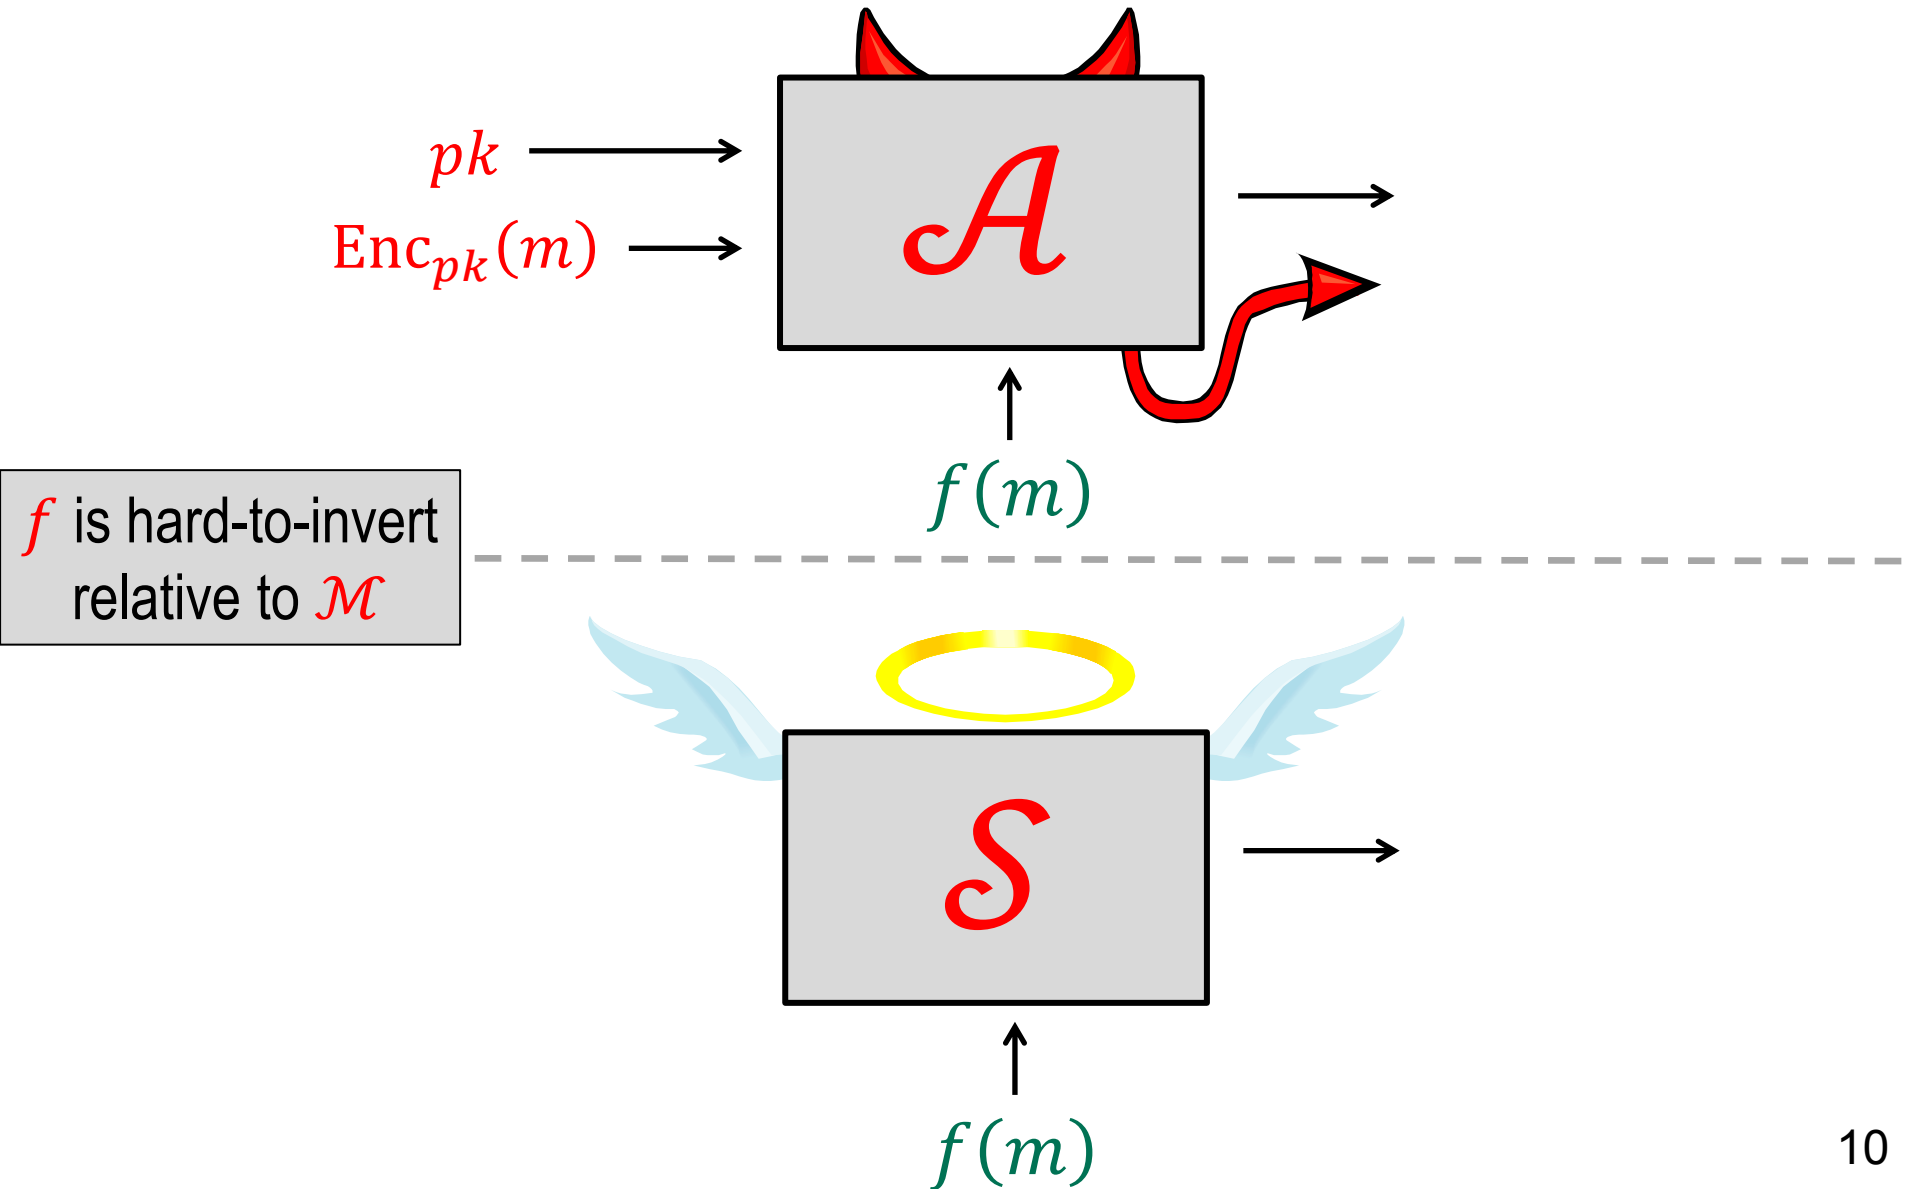 pk
𝒜
Enc_pk(m)
f(m)
f is hard-to-invert
relative to ℳ
𝒮
f(m)
10